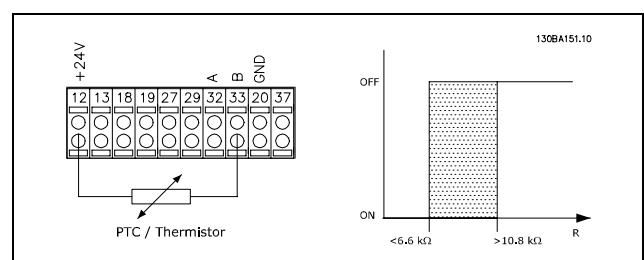 130BA151.10
+24V
A
B
GND
12 13 18 19 27 29 32 33 20 37
PTC / Thermistor
OFF
ON
<6.6 kΩ
>10.8 kΩ
R